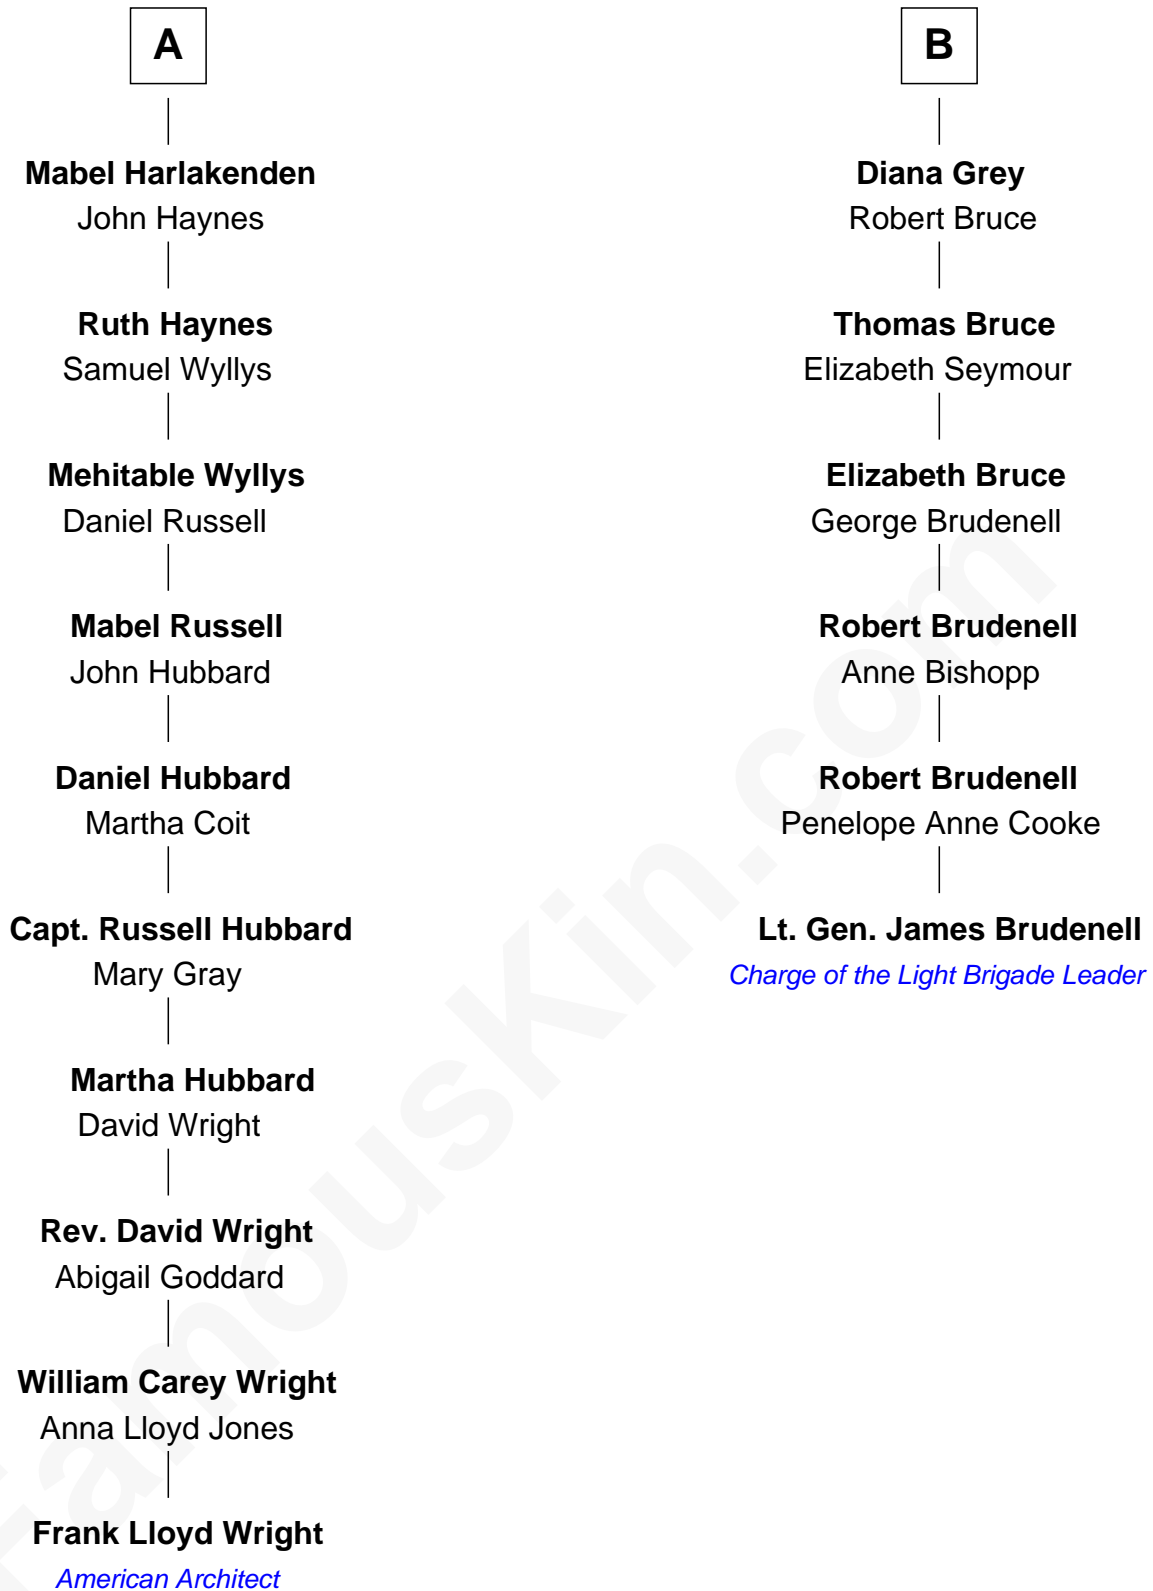 A
Mabel Harlakenden
John Haynes
Ruth Haynes
Samuel Wyllys
Mehitable Wyllys
Daniel Russell
Mabel Russell
John Hubbard
Daniel Hubbard
Martha Coit
Capt. Russell Hubbard
Mary Gray
Martha Hubbard
David Wright
Rev. David Wright
Abigail Goddard
William Carey Wright
Anna Lloyd Jones
Frank Lloyd Wright
American Architect
B
Diana Grey
Robert Bruce
Thomas Bruce
Elizabeth Seymour
Elizabeth Bruce
George Brudenell
Robert Brudenell
Anne Bishopp
Robert Brudenell
Penelope Anne Cooke
Lt. Gen. James Brudenell
Charge of the Light Brigade Leader
FamousKin.com